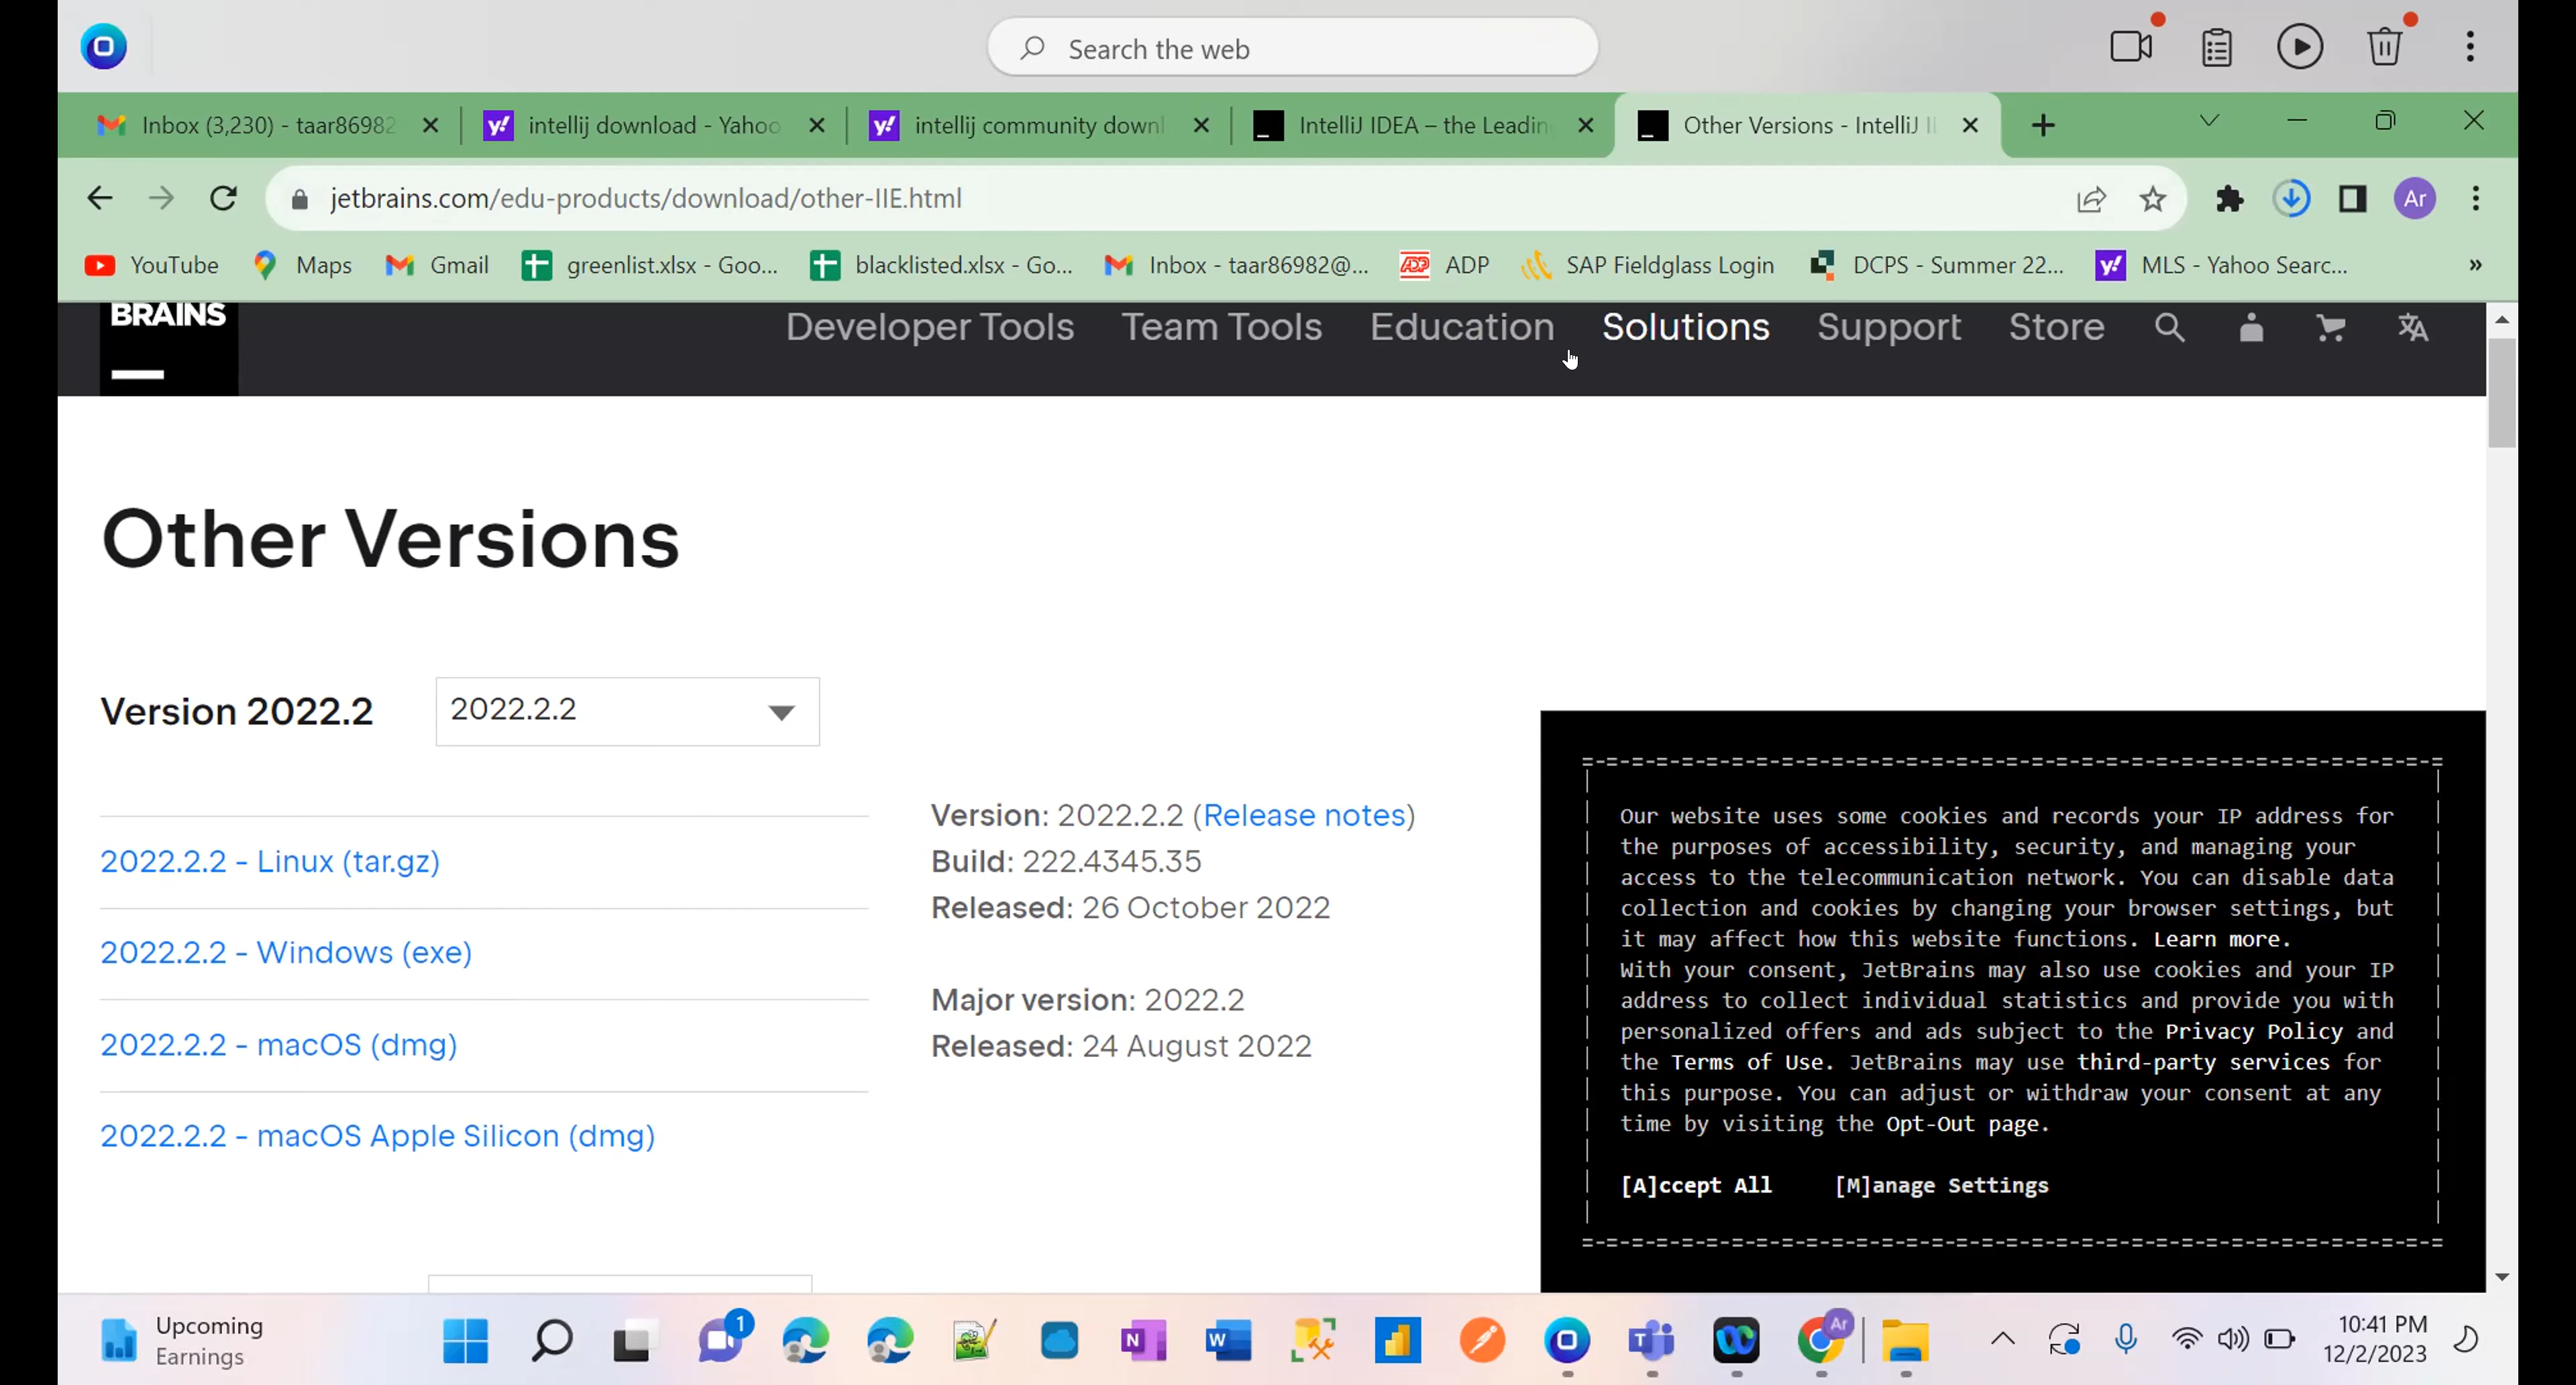 Search the web
Inbox (3,230) - taar86982
intellij download - Yahoo
intellij community downl
IntelliJ IDEA – the Leadin
Other Versions - IntelliJ I
jetbrains.com/edu-products/download/other-IIE.html
Ar
YouTube
Maps
Gmail
greenlist.xlsx - Goo...
blacklisted.xlsx - Go...
Inbox - taar86982@...
ADP
SAP Fieldglass Login
DCPS - Summer 22...
MLS - Yahoo Searc...
»
BRAINS
Developer Tools
Team Tools
Education
Solutions
Support
Store
Other Versions
Version 2022.2
2022.2.2
2022.2.2 - Linux (tar.gz)
2022.2.2 - Windows (exe)
2022.2.2 - macOS (dmg)
2022.2.2 - macOS Apple Silicon (dmg)
Version: 2022.2.2 (Release notes)
Build: 222.4345.35
Released: 26 October 2022
Major version: 2022.2
Released: 24 August 2022
Our website uses some cookies and records your IP address for
the purposes of accessibility, security, and managing your
access to the telecommunication network. You can disable data
collection and cookies by changing your browser settings, but
it may affect how this website functions. Learn more.
With your consent, JetBrains may also use cookies and your IP
address to collect individual statistics and provide you with
personalized offers and ads subject to the Privacy Policy and
the Terms of Use. JetBrains may use third-party services for
this purpose. You can adjust or withdraw your consent at any
time by visiting the Opt-Out page.
[A]ccept All
[M]anage Settings
Upcoming
Earnings
1
Ar
10:41 PM
12/2/2023